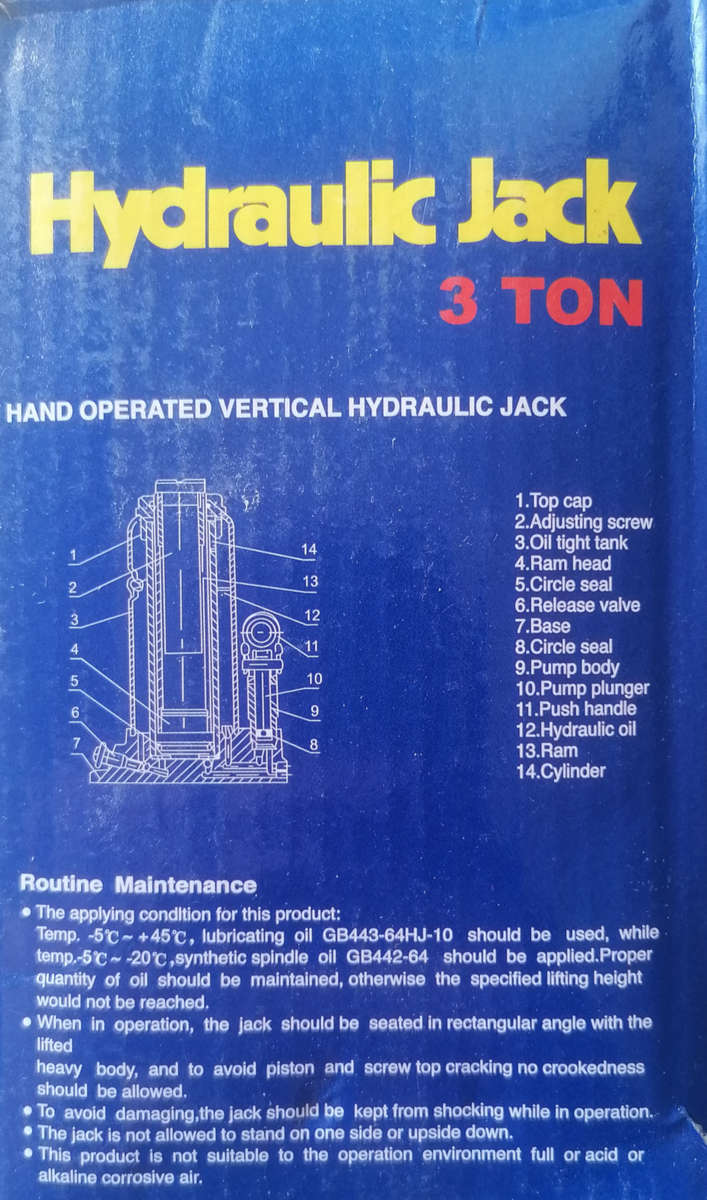 Hydraulic Jack
3 TON
HAND OPERATED VERTICAL HYDRAULIC JACK
1
2
3
4
5
6
7
14
13
12
11
10
9
8
1.Top cap
2.Adjusting screw
3.Oil tight tank
4.Ram head
5.Circle seal
6.Release valve
7.Base
8.Circle seal
9.Pump body
10.Pump plunger
11.Push handle
12.Hydraulic oil
13.Ram
14.Cylinder
Routine Maintenance
• The applying condltion for this product:
Temp. -5℃~ +45℃, lubricating oil GB443-64HJ-10 should be used, while
temp.-5℃~ -20℃,synthetic spindle oil GB442-64 should be applied.Proper
quantity of oil should be maintained, otherwise the specified lifting height
would not be reached.
• When in operation, the jack should be seated in rectangular angle with the
lifted
heavy body, and to avoid piston and screw top cracking no crookedness
should be allowed.
• To avoid damaging,the jack should be kept from shocking while in operation.
• The jack is not allowed to stand on one side or upside down.
• This product is not suitable to the operation environment full or acid or
alkaline corrosive air.